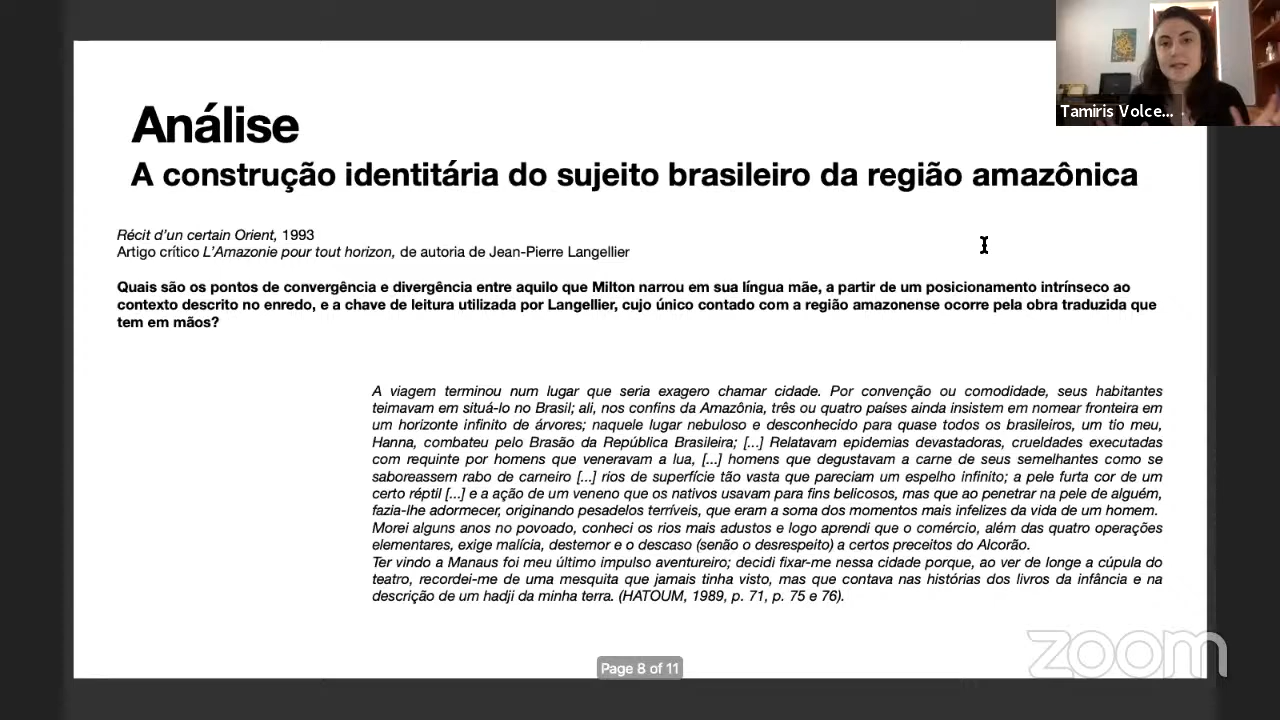 Análise
A construção identitária do sujeito brasileiro da região amazônica
Récit d'un certain Orient, 1993
Artigo crítico L'Amazonie pour tout horizon, de autoria de Jean-Pierre Langellier
Quais são os pontos de convergência e divergência entre aquilo que Milton narrou em sua língua mãe, a partir de um posicionamento intrínseco ao
contexto descrito no enredo, e a chave de leitura utilizada por Langellier, cujo único contado com a região amazonense ocorre pela obra traduzida que
tem em mãos?
A viagem terminou num lugar que seria exagero chamar cidade. Por convenção ou comodidade, seus habitantes
teimavam em situá-lo no Brasil; ali, nos confins da Amazônia, três ou quatro países ainda insistem em nomear fronteira em
um horizonte infinito de árvores; naquele lugar nebuloso e desconhecido para quase todos os brasileiros, um tio meu,
Hanna, combateu pelo Brasão da República Brasileira; [...] Relatavam epidemias devastadoras, crueldades executadas
com requinte por homens que veneravam a lua, [...] homens que degustavam a carne de seus semelhantes como se
saboreassem rabo de carneiro [...] rios de superfície tão vasta que pareciam um espelho infinito; a pele furta cor de um
certo réptil [...] e a ação de um veneno que os nativos usavam para fins belicosos, mas que ao penetrar na pele de alguém,
fazia-lhe adormecer, originando pesadelos terríveis, que eram a soma dos momentos mais infelizes da vida de um homem.
Morei alguns anos no povoado, conheci os rios mais adustos e logo aprendi que o comércio, além das quatro operações
elementares, exige malícia, destemor e o descaso (senão o desrespeito) a certos preceitos do Alcorão.
Ter vindo a Manaus foi meu último impulso aventureiro; decidi fixar-me nessa cidade porque, ao ver de longe a cúpula do
teatro, recordei-me de uma mesquita que jamais tinha visto, mas que contava nas histórias dos livros da infância e na
descrição de um hadji da minha terra. (HATOUM, 1989, p. 71, p. 75 e 76).
Tamiris Volce...
Page 8 of 11
zoom